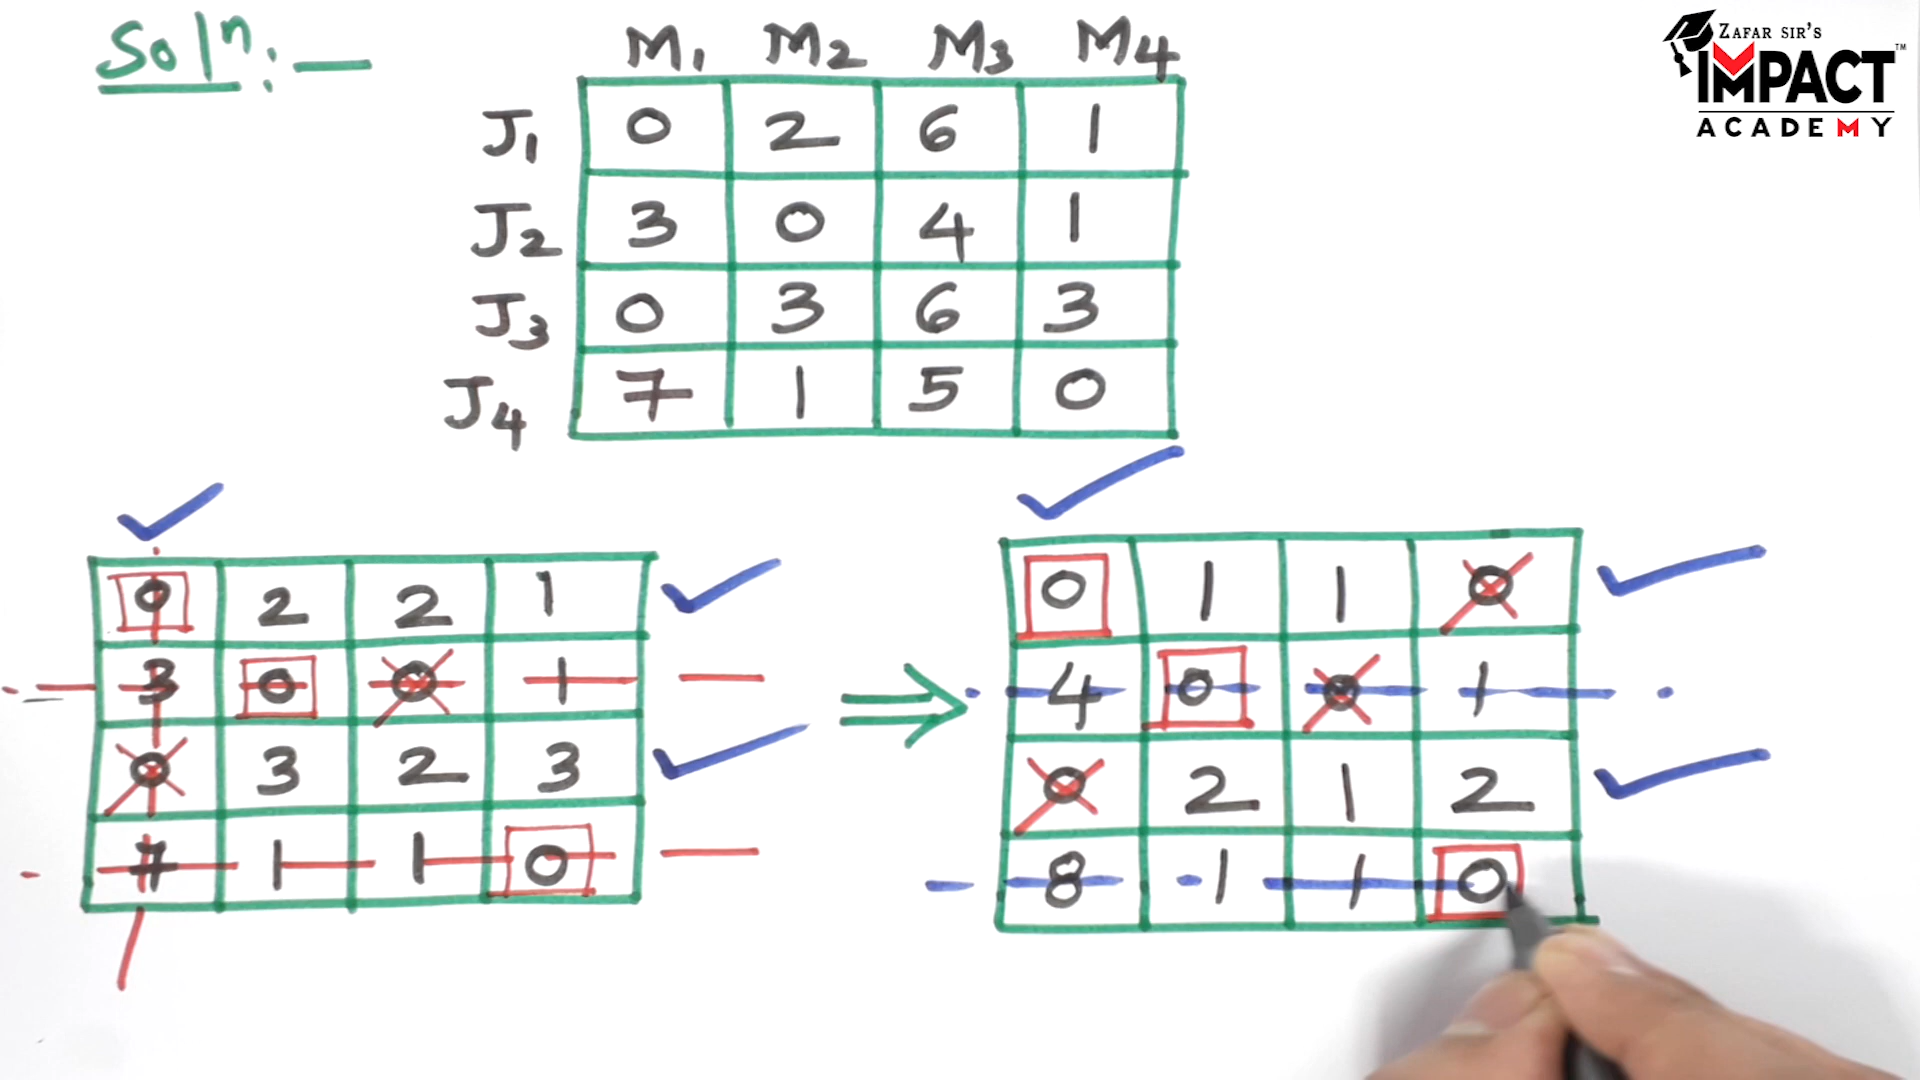 Solⁿ:—
ZAFAR SIR'S
IMPACT™
ACADEMY
M1 M2 M3 M4
J1 0 2 6 1
J2 3 0 4 1
J3 0 3 6 3
J4 7 1 5 0
0 2 2 1
3 0 0 1
0 3 2 3
7 1 1 0
0 1 1 0
4 0 0 1
0 2 1 2
8 1 1 0